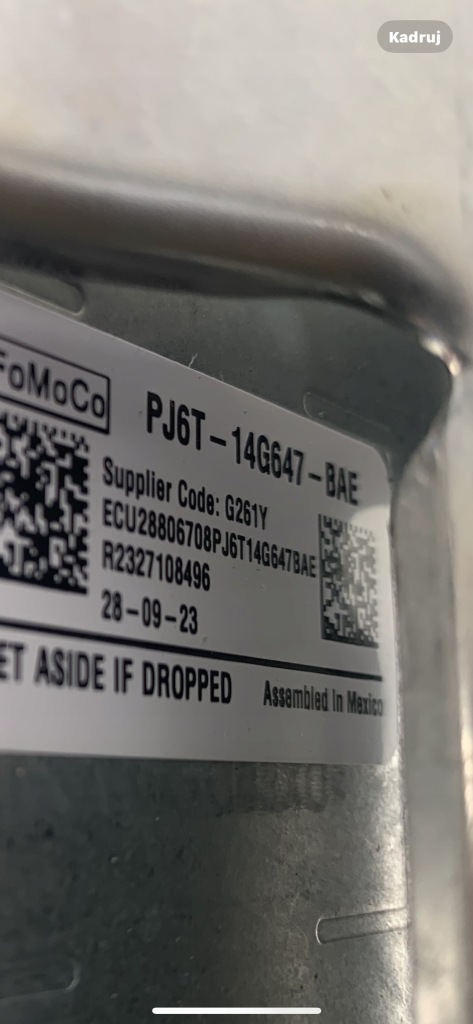 Kadruj
FoMoCo
PJ6T-14G647-BAE
Supplier Code: G261Y
ECU28806708PJ6T14G647BAE
R2327108496
28-09-23
ET ASIDE IF DROPPED
Assembled In Mexico